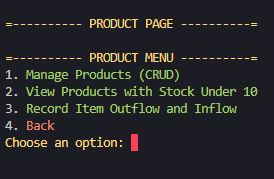 =---------- PRODUCT PAGE ----------=
=---------- PRODUCT MENU ----------=
1. Manage Products (CRUD)
2. View Products with Stock Under 10
3. Record Item Outflow and Inflow
4. Back
Choose an option: